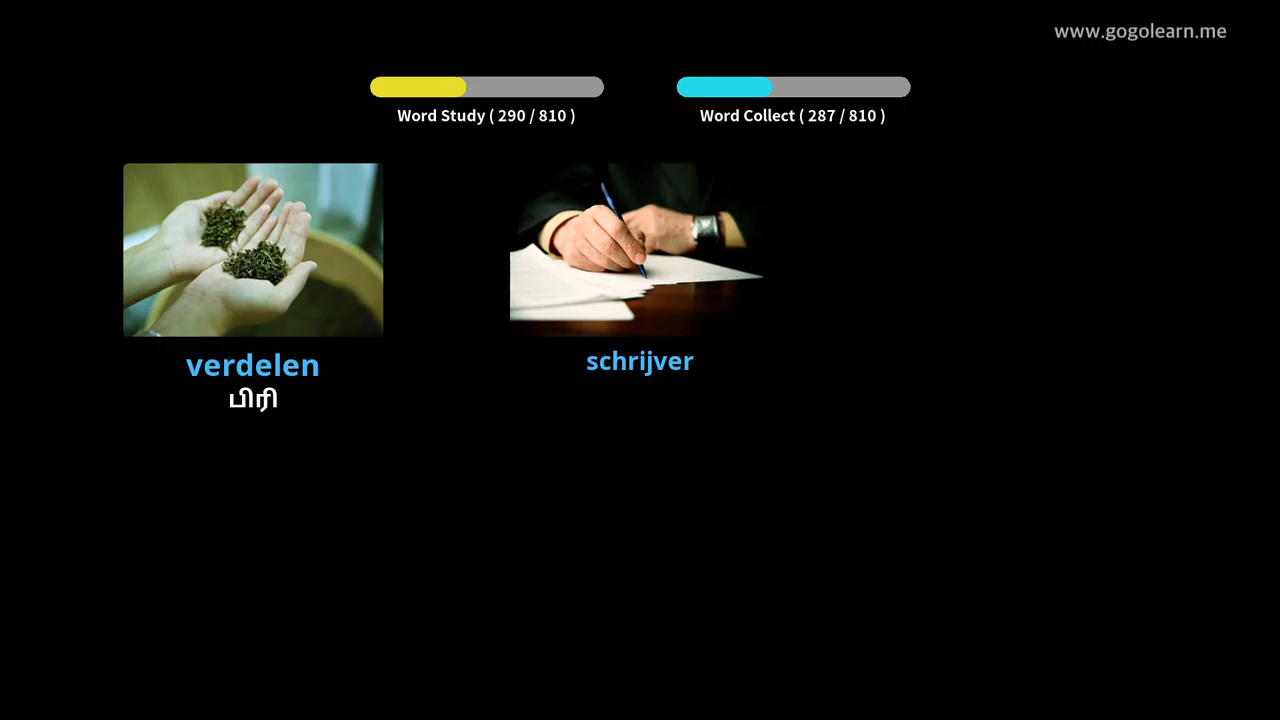 www.gogolearn.me
Word Study ( 290 / 810 )
Word Collect ( 287 / 810 )
verdelen
பிரி
schrijver